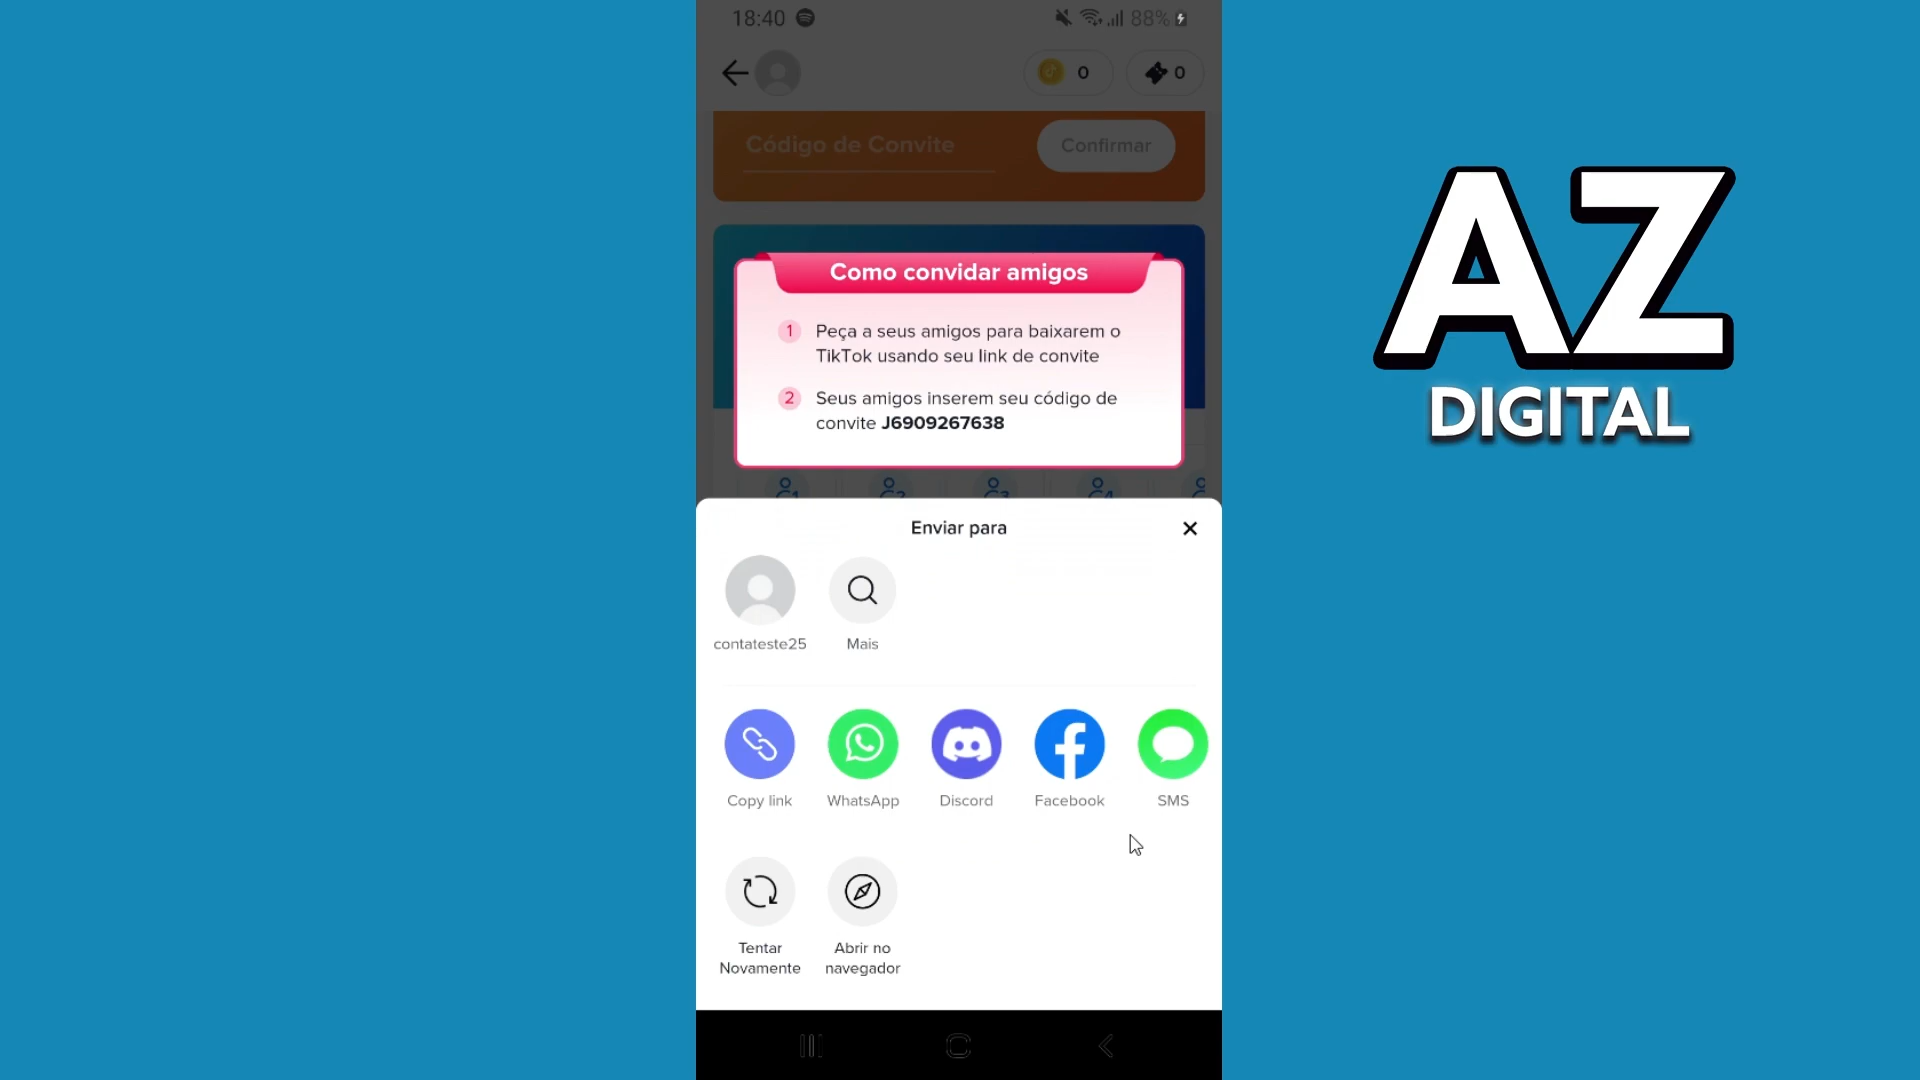 18:40
88%
0
0
Código de Convite
Confirmar
Como convidar amigos
1
Peça a seus amigos para baixarem o
TikTok usando seu link de convite
2
Seus amigos inserem seu código de
convite J6909267638
Enviar para
contateste25
Mais
Copy link
WhatsApp
Discord
Facebook
SMS
Tentar
Novamente
Abrir no
navegador
AZ
DIGITAL